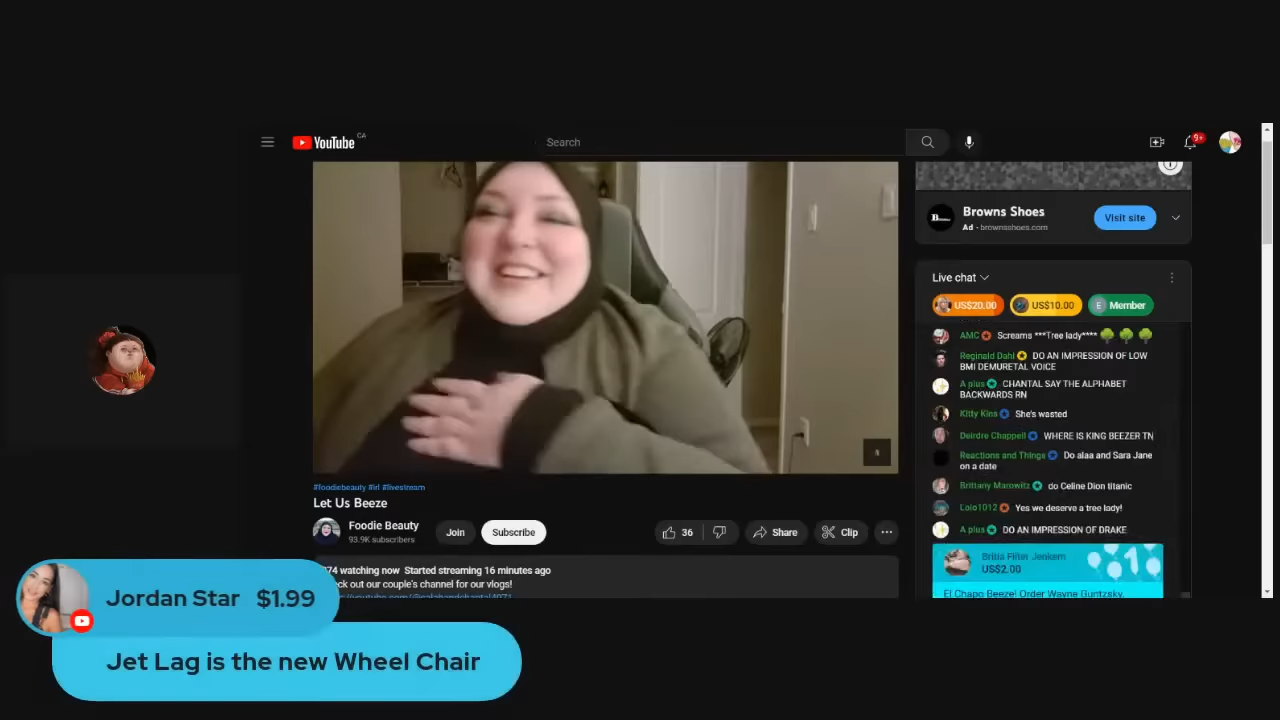 YouTube CA
Search
9+
Browns Shoes
Ad · brownsshoes.com
Visit site
Live chat
US$20.00
US$10.00
E Member
AMC Screams ***Tree lady****
Reginald Dahl DO AN IMPRESSION OF LOW
BMI DEMURETAL VOICE
A plus CHANTAL SAY THE ALPHABET
BACKWARDS RN
Kitty Kins She's wasted
Deirdre Chappell WHERE IS KING BEEZER TN
Reactions and Things Do alaa and Sara Jane
on a date
Brittany Marowitz do Celine Dion titanic
Lolo1012 Yes we deserve a tree lady!
A plus DO AN IMPRESSION OF DRAKE
Britia Filter Jenkem
US$2.00
El Chapo Beeze! Order Wayne Guntzsky,
#foodiebeauty #irl #livestream
Let Us Beeze
Foodie Beauty
93.9K subscribers
Join
Subscribe
36
Share
Clip
74 watching now Started streaming 16 minutes ago
ck out our couple's channel for our vlogs!
Jordan Star $1.99
Jet Lag is the new Wheel Chair